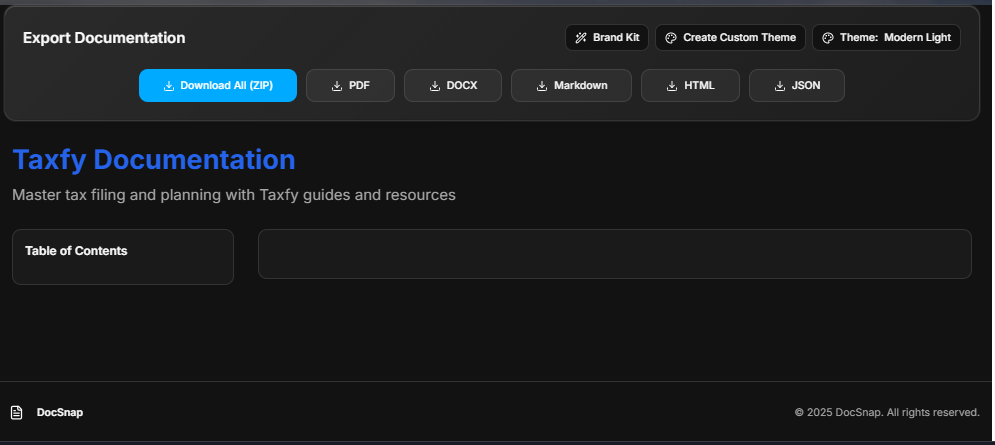 Export Documentation
Brand Kit
Create Custom Theme
Theme: Modern Light
Download All (ZIP)
PDF
DOCX
Markdown
HTML
JSON
Taxfy Documentation
Master tax filing and planning with Taxfy guides and resources
Table of Contents
DocSnap
© 2025 DocSnap. All rights reserved.